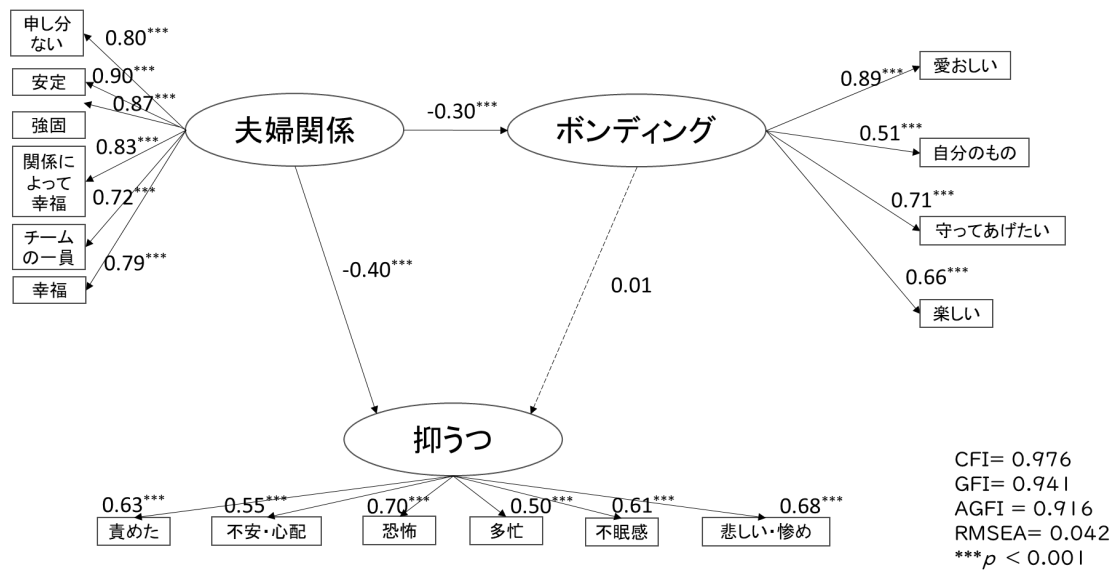 申し分
ない
0.80***
安定
0.90***
0.87***
強固
0.83***
関係に
よって
幸福
0.72***
チーム
の一員
0.79***
幸福
夫婦関係
-0.30***
ボンディング
0.89***
愛おしい
0.51***
自分のもの
0.71***
守ってあげたい
0.66***
楽しい
-0.40***
0.01
抑うつ
0.63***
0.55***
0.70***
0.50***
0.61***
0.68***
責めた
不安・心配
恐怖
多忙
不眠感
悲しい・惨め
CFI= 0.976
GFI= 0.941
AGFI = 0.916
RMSEA= 0.042
***p < 0.001